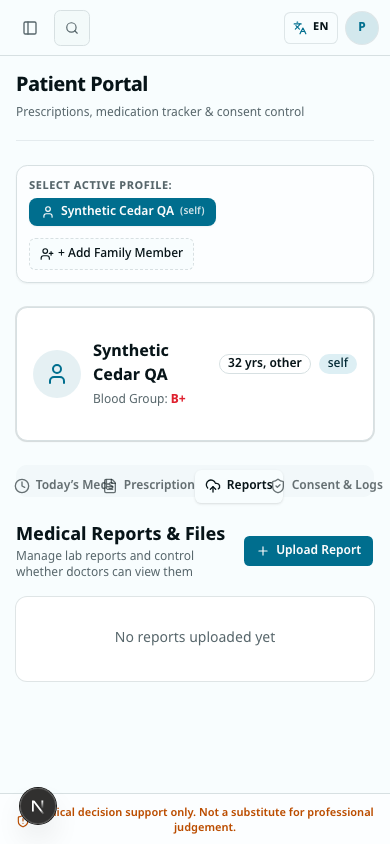 EN
P
Patient Portal
Prescriptions, medication tracker & consent control
SELECT ACTIVE PROFILE:
Synthetic Cedar QA (self)
+ Add Family Member
Synthetic
Cedar QA
Blood Group: B+
32 yrs, other
self
Today's Meds
Prescription
Reports
Consent & Logs
Medical Reports & Files
Manage lab reports and control
whether doctors can view them
Upload Report
No reports uploaded yet
N
decision support only. Not a substitute for professional
judgement.